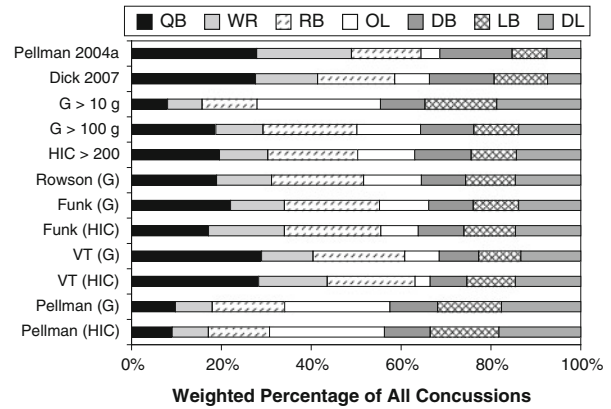 QB WR RB OL DB LB DL
Pellman 2004a
Dick 2007
G > 10 g
G > 100 g
HIC > 200
Rowson (G)
Funk (G)
Funk (HIC)
VT (G)
VT (HIC)
Pellman (G)
Pellman (HIC)
0% 20% 40% 60% 80% 100%
Weighted Percentage of All Concussions